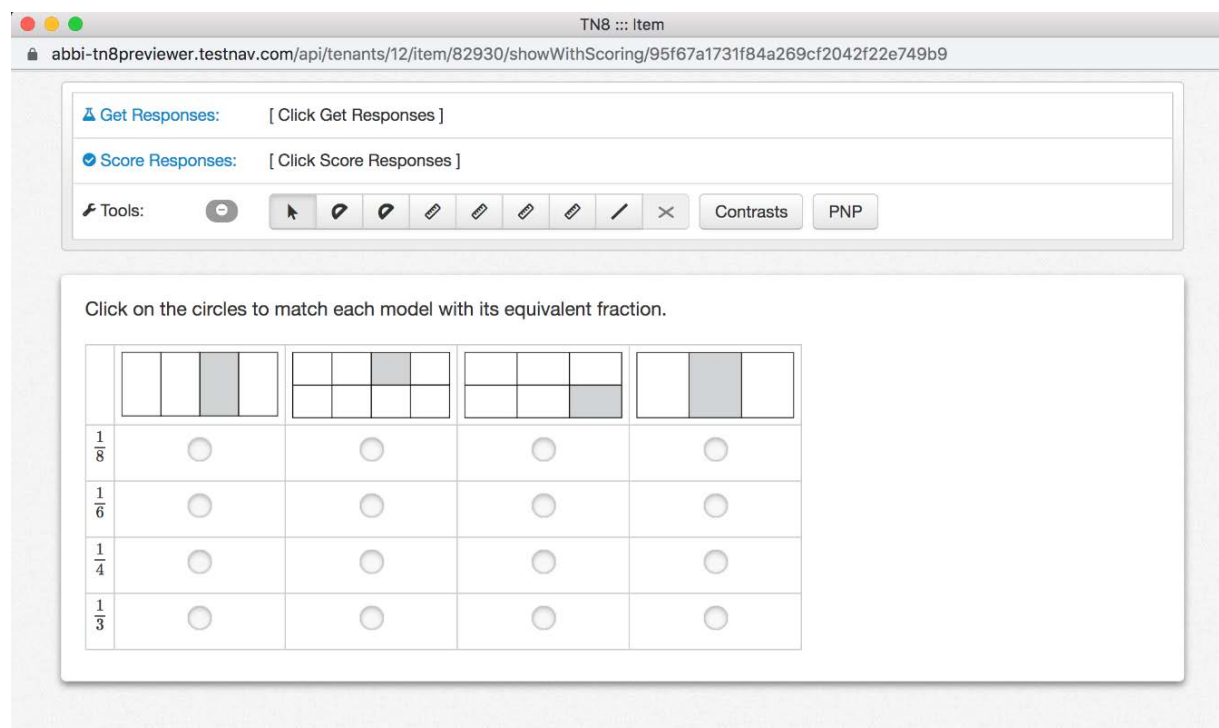 TN8 ::: Item
abbi-tn8previewer.testnav.com/api/tenants/12/item/82930/showWithScoring/95f67a1731f84a269cf2042f22e749b9
Get Responses: [ Click Get Responses ]
Score Responses: [ Click Score Responses ]
Tools: Contrasts PNP
Click on the circles to match each model with its equivalent fraction.
1/8
1/6
1/4
1/3